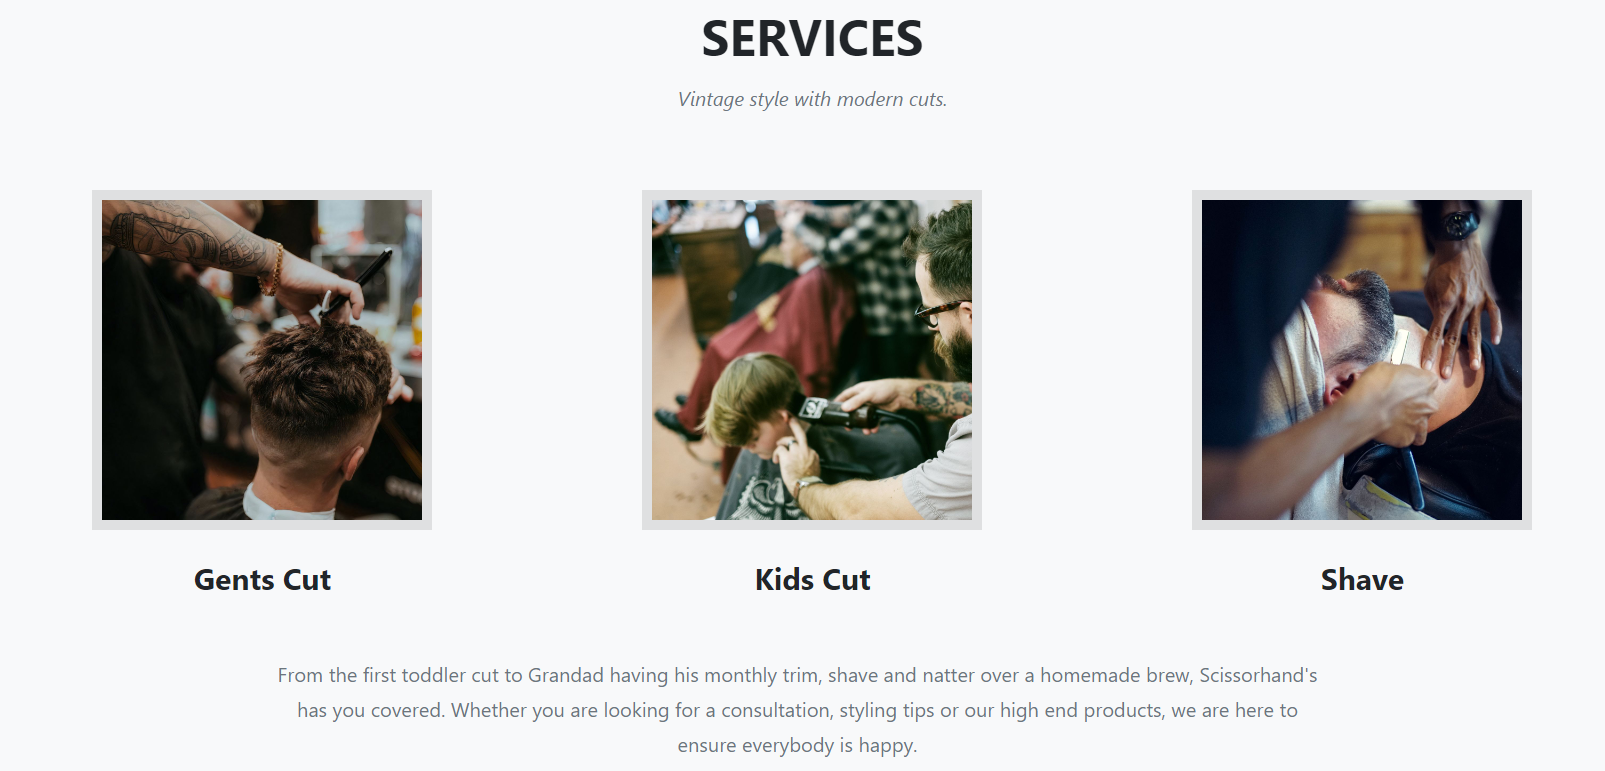 SERVICES
Vintage style with modern cuts.
Gents Cut
Kids Cut
Shave
From the first toddler cut to Grandad having his monthly trim, shave and natter over a homemade brew, Scissorhand's
has you covered. Whether you are looking for a consultation, styling tips or our high end products, we are here to
ensure everybody is happy.